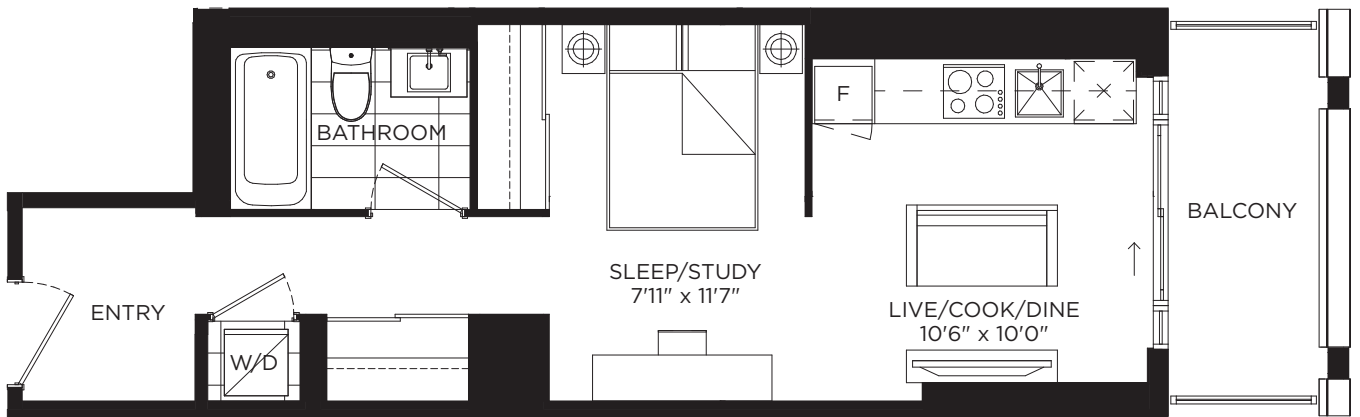 BATHROOM
F
BALCONY
SLEEP/STUDY
7'11" x 11'7"
ENTRY
LIVE/COOK/DINE
10'6" x 10'0"
W/D